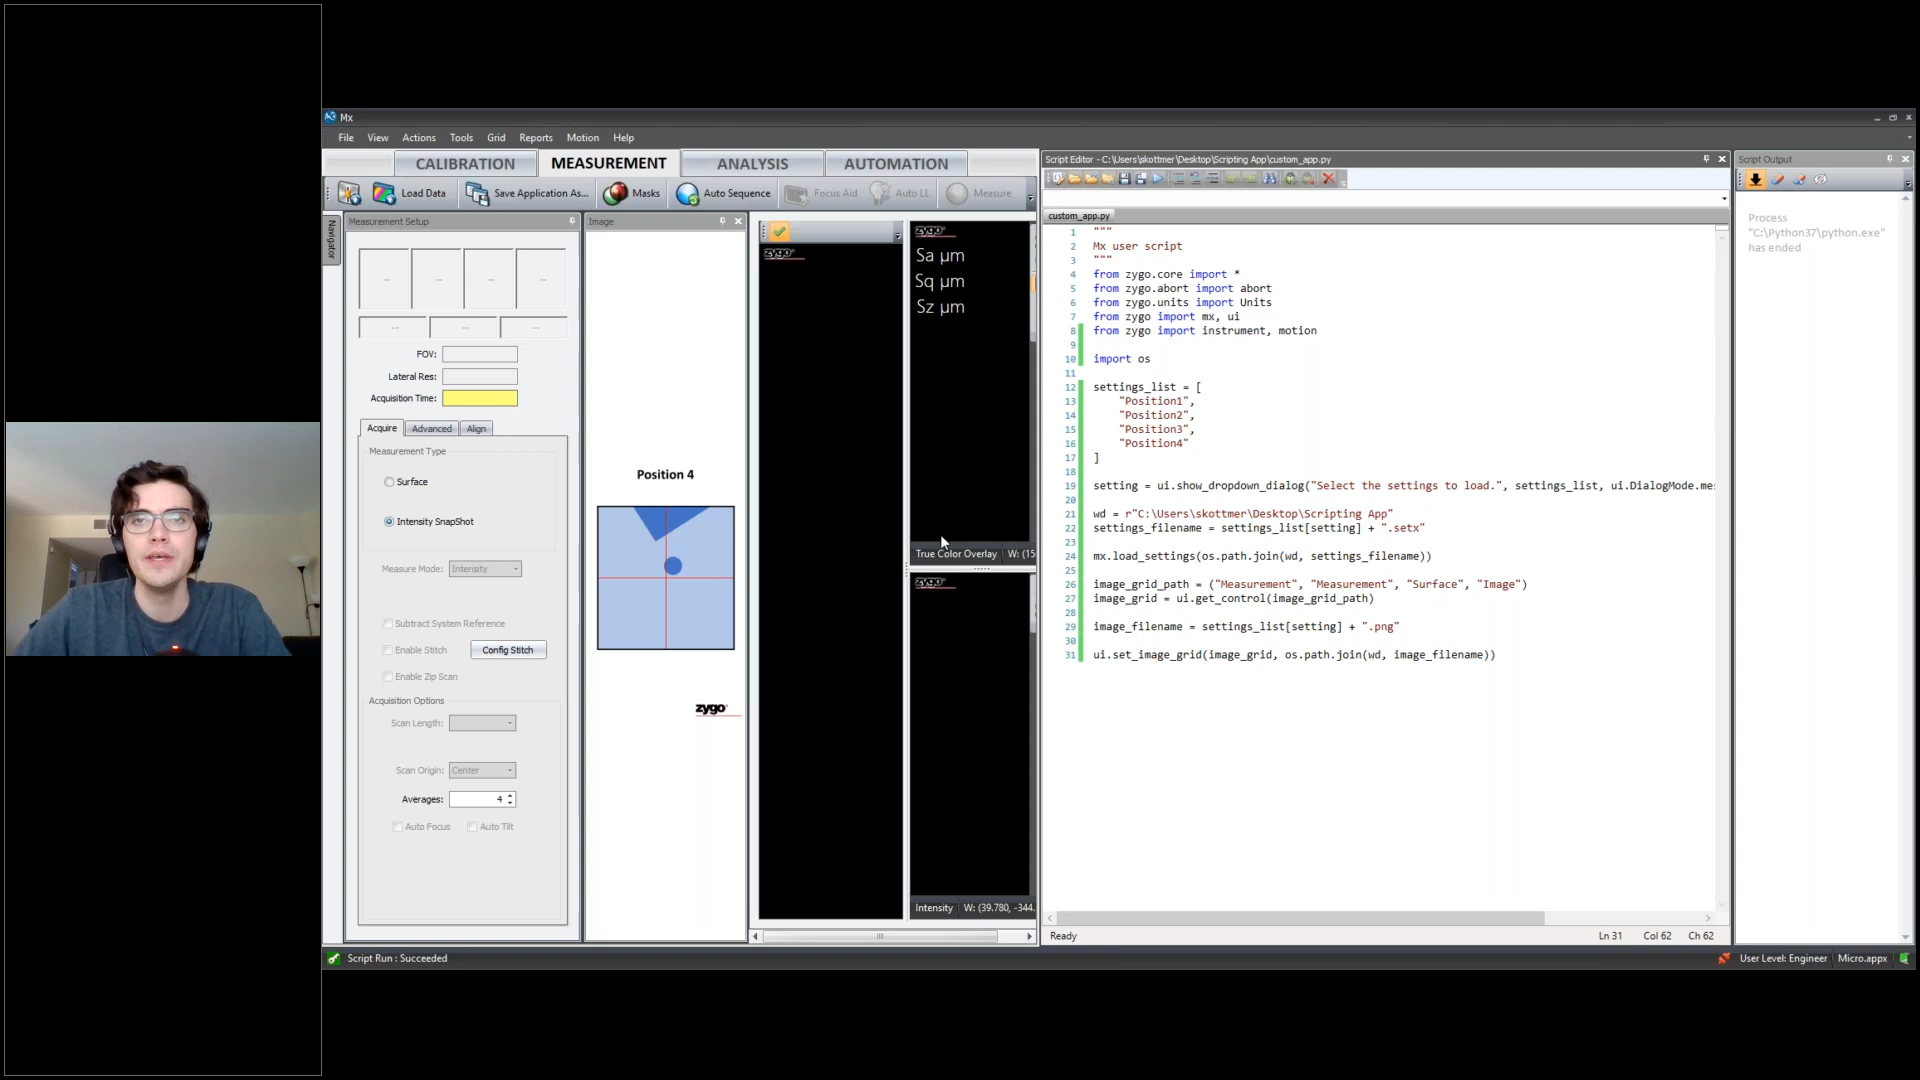 Mx
File View Actions Tools Grid Reports Motion Help
CALIBRATION MEASUREMENT ANALYSIS AUTOMATION
Load Data Save Application As... Masks Auto Sequence Focus Aid Auto LL Measure
Navigator
Measurement Setup
-- -- -- --
-- -- --
FOV:
Lateral Res:
Acquisition Time:
Acquire Advanced Align
Measurement Type
Surface
Intensity SnapShot
Measure Mode: Intensity
Subtract System Reference
Enable Stitch Config Stitch
Enable Zip Scan
Acquisition Options
Scan Length:
Scan Origin: Center
Averages: 4
Auto Focus Auto Tilt
Image
Position 4
zygo
zygo
zygo
Sa µm
Sq µm
Sz µm
True Color Overlay W: (15
zygo
Intensity W: (39.780, -344.
Script Editor - C:\Users\skottmer\Desktop\Scripting App\custom_app.py
custom_app.py
1 """
2 Mx user script
3 """
4 from zygo.core import *
5 from zygo.abort import abort
6 from zygo.units import Units
7 from zygo import mx, ui
8 from zygo import instrument, motion
9
10 import os
11
12 settings_list = [
13 "Position1",
14 "Position2",
15 "Position3",
16 "Position4"
17 ]
18
19 setting = ui.show_dropdown_dialog("Select the settings to load.", settings_list, ui.DialogMode.me
20
21 wd = r"C:\Users\skottmer\Desktop\Scripting App"
22 settings_filename = settings_list[setting] + ".setx"
23
24 mx.load_settings(os.path.join(wd, settings_filename))
25
26 image_grid_path = ("Measurement", "Measurement", "Surface", "Image")
27 image_grid = ui.get_control(image_grid_path)
28
29 image_filename = settings_list[setting] + ".png"
30
31 ui.set_image_grid(image_grid, os.path.join(wd, image_filename))
Ready Ln 31 Col 62 Ch 62
Script Output
Process
"C:\Python37\python.exe"
has ended
Script Run : Succeeded
User Level: Engineer Micro.appx